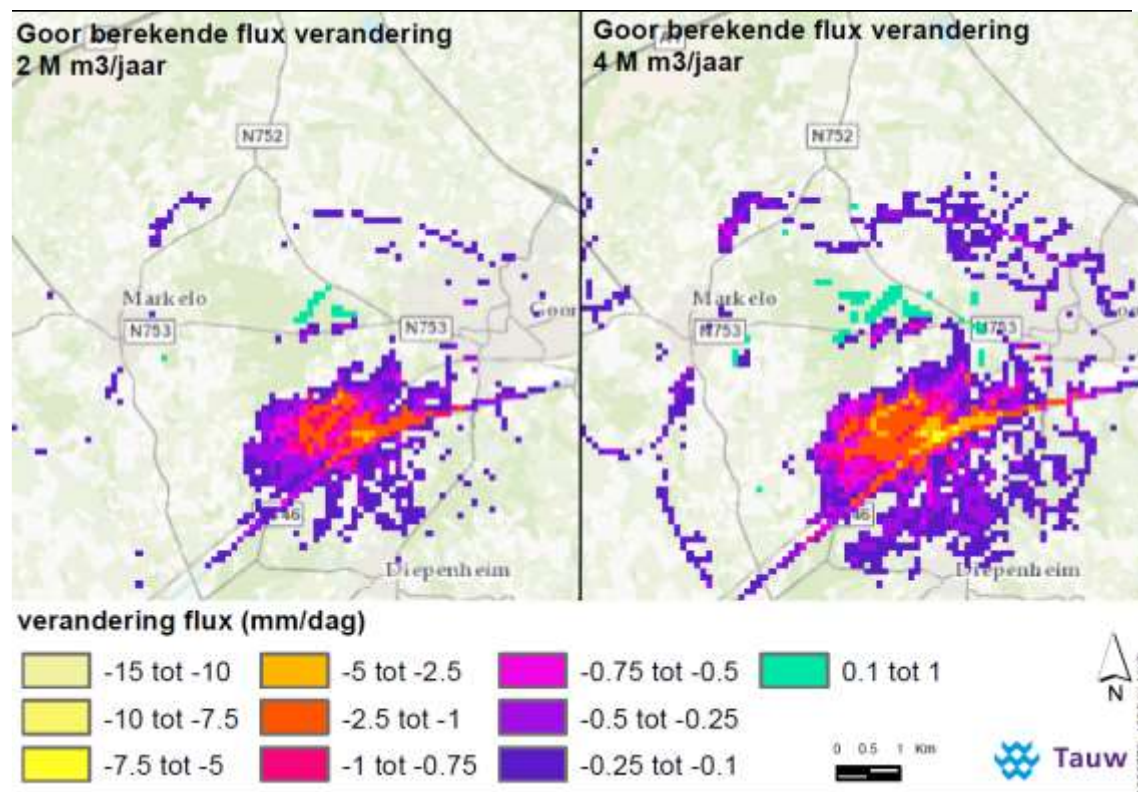 Goor berekende flux verandering
2 M m3/jaar
N752
Markelo
N753
N753
Goor
Diepenheim
Goor berekende flux verandering
4 M m3/jaar
N752
Markelo
N753
N753
Diepenheim
verandering flux (mm/dag)
-15 tot -10
-10 tot -7.5
-7.5 tot -5
-5 tot -2.5
-2.5 tot -1
-1 tot -0.75
-0.75 tot -0.5
-0.5 tot -0.25
-0.25 tot -0.1
0.1 tot 1
N
0 0.5 1 Km
Tauw